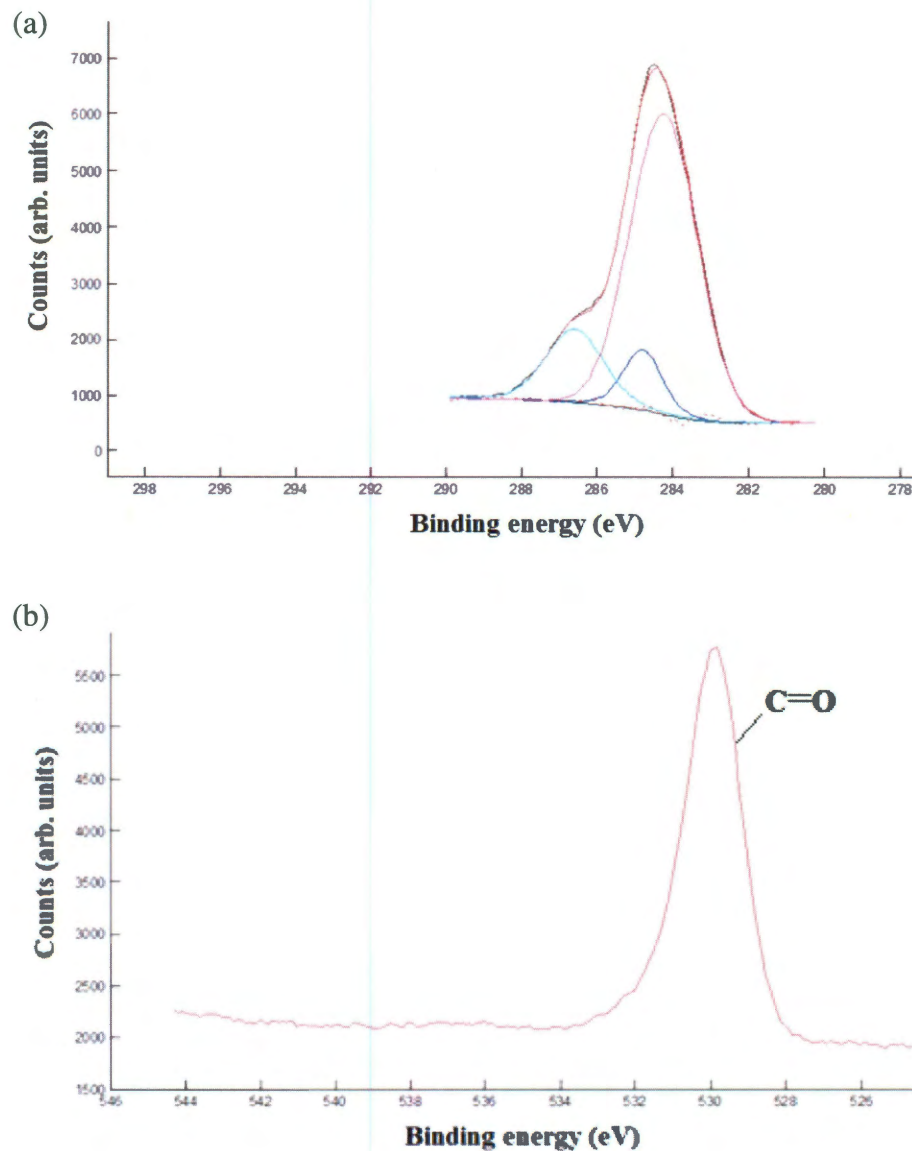 (a)
Counts (arb. units)
7000
6000
5000
4000
3000
2000
1000
0
298 296 294 292 290 288 286 284 282 280 278
Binding energy (eV)
(b)
Counts (arb. units)
5500
5000
4500
4000
3500
3000
2500
2000
1500
C=O
546 544 542 540 538 536 534 532 530 528 526
Binding energy (eV)